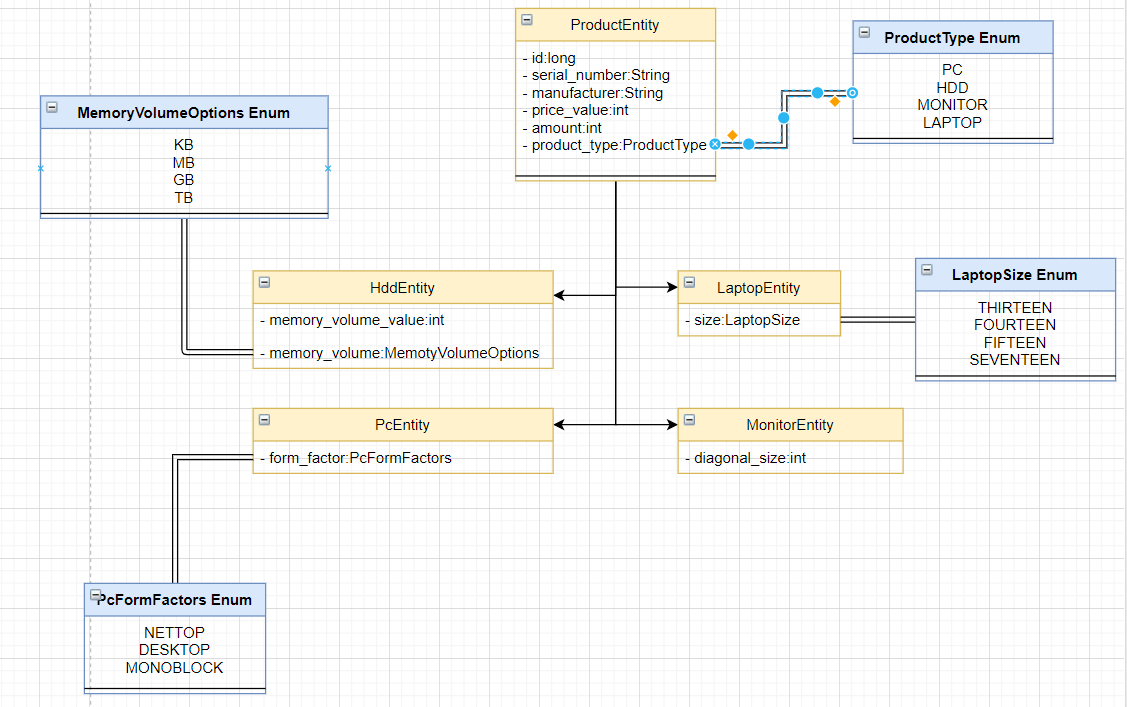 ProductEntity
- id:long
- serial_number:String
- manufacturer:String
- price_value:int
- amount:int
- product_type:ProductType
ProductType Enum
PC
HDD
MONITOR
LAPTOP
MemoryVolumeOptions Enum
KB
MB
GB
TB
HddEntity
- memory_volume_value:int
- memory_volume:MemotyVolumeOptions
LaptopEntity
- size:LaptopSize
LaptopSize Enum
THIRTEEN
FOURTEEN
FIFTEEN
SEVENTEEN
PcEntity
- form_factor:PcFormFactors
MonitorEntity
- diagonal_size:int
PcFormFactors Enum
NETTOP
DESKTOP
MONOBLOCK